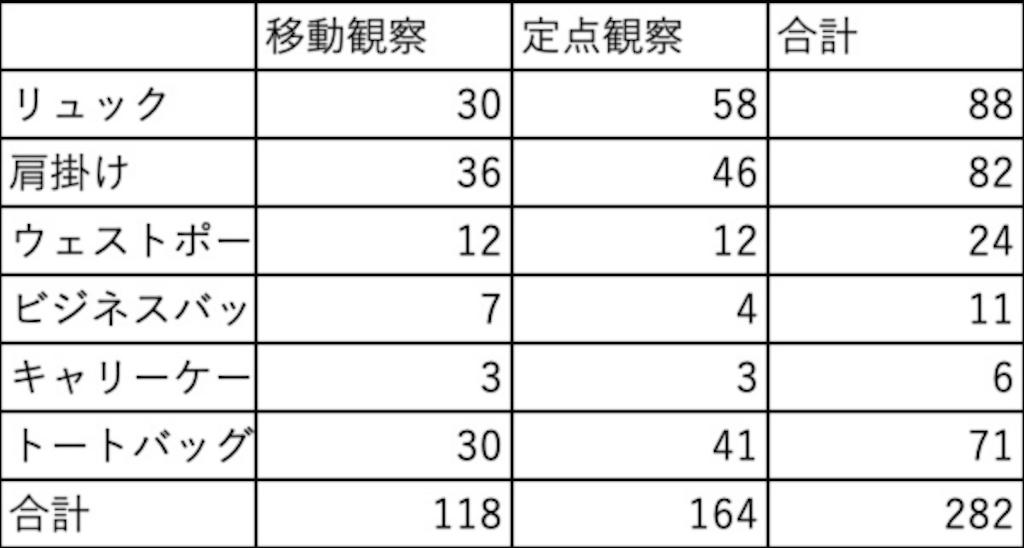 移動観察 定点観察 合計
リュック 30 58 88
肩掛け 36 46 82
ウェストポー 12 12 24
ビジネスバッ 7 4 11
キャリーケー 3 3 6
トートバッグ 30 41 71
合計 118 164 282